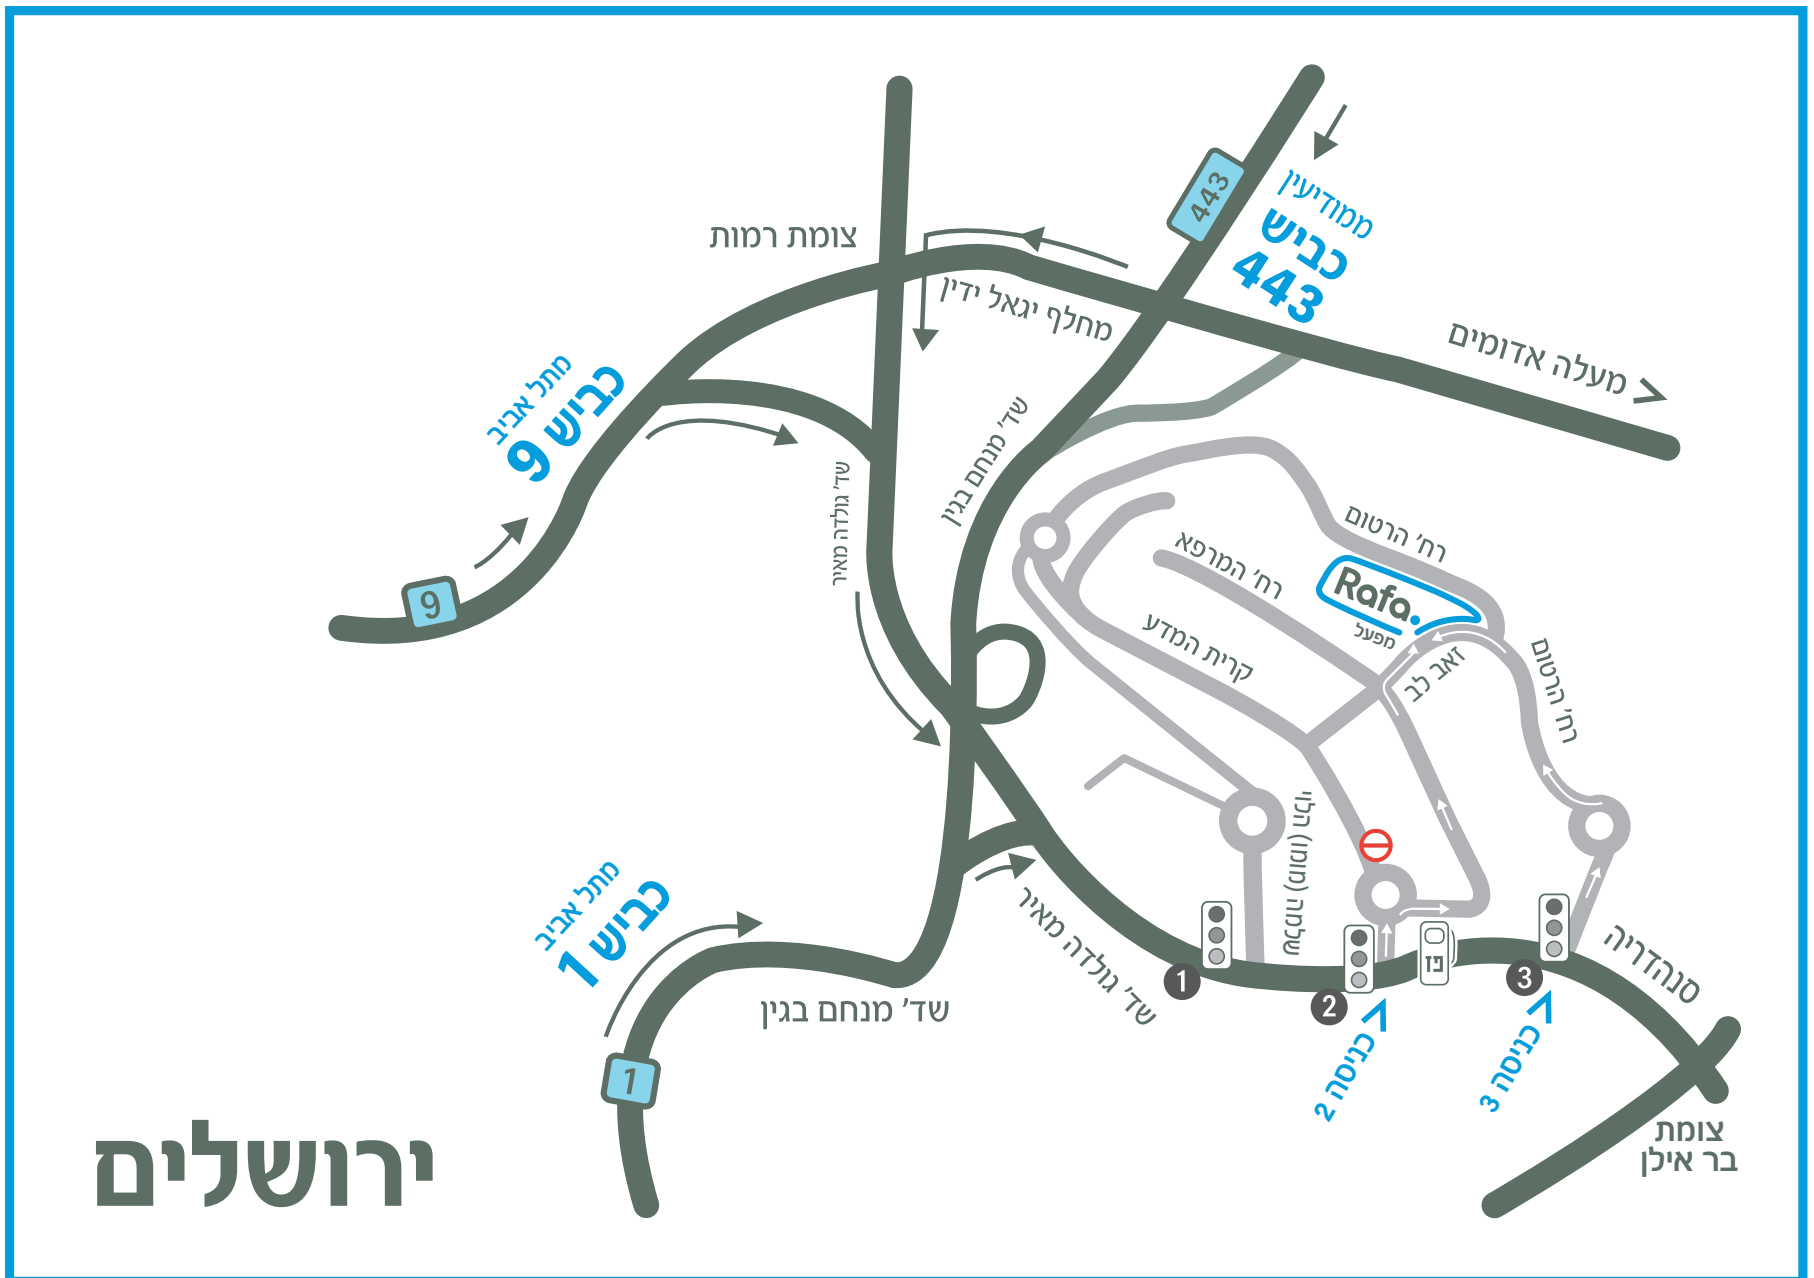 ממודיעין
כביש
443
443
צומת רמות
מחלף יגאל ידין
מעלה אדומים
מתל אביב
כביש 9
9
שד' מנחם בגין
שד' גולדה מאיר
רח' הרטום
רח' המרפא
Rafa.
מפעל
קרית המדע
זאב לב
רח' הרטום
שלמה (מומו) הלוי
מתל אביב
כביש 1
1
שד' מנחם בגין
שד' גולדה מאיר
1
2
3
פז
כניסה 2
כניסה 3
סנהדריה
צומת
בר אילן
ירושלים